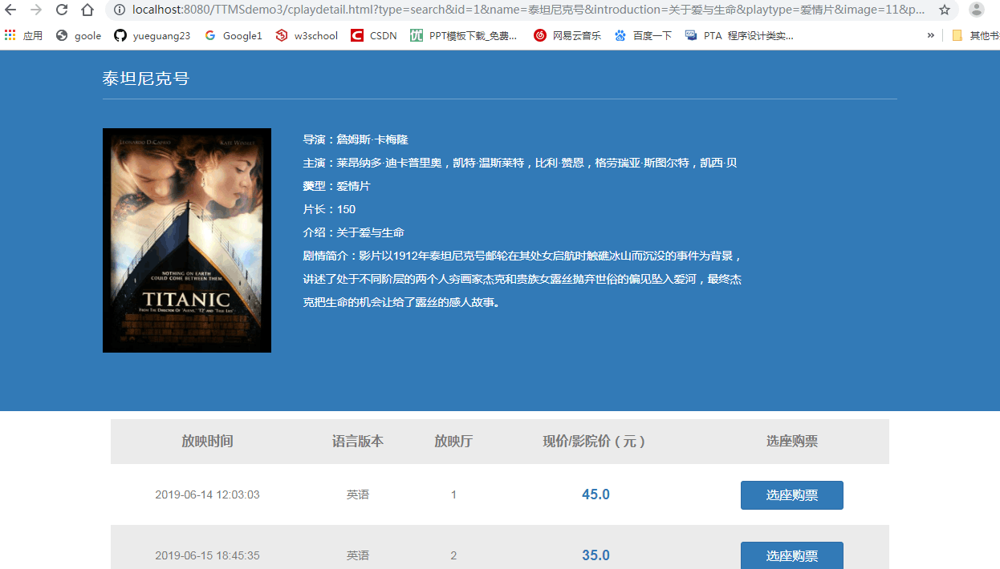 localhost:8080/TTMSdemo3/cplaydetail.html?type=search&id=1&name=泰坦尼克号&introduction=关于爱与生命&playtype=爱情片&image=11&p...
应用 goole yueguang23 Google1 w3school CSDN PPT模板下载_免费... 网易云音乐 百度一下 PTA 程序设计类实... » 其他书
泰坦尼克号
LEONARDO DICAPRIO KATE WINSLET
NOTHING ON EARTH
COULD COME BETWEEN THEM.
TITANIC
FROM THE DIRECTOR OF 'ALIENS,' 'T2' AND 'TRUE LIES'
导演：詹姆斯·卡梅隆
主演：莱昂纳多·迪卡普里奥，凯特·温斯莱特，比利·赞恩，格劳瑞亚·斯图尔特，凯西·贝
类型：爱情片
片长：150
介绍：关于爱与生命
剧情简介：影片以1912年泰坦尼克号邮轮在其处女启航时触礁冰山而沉没的事件为背景，
讲述了处于不同阶层的两个人穷画家杰克和贵族女露丝抛弃世俗的偏见坠入爱河，最终杰
克把生命的机会让给了露丝的感人故事。
放映时间 语言版本 放映厅 现价/影院价（元） 选座购票
2019-06-14 12:03:03 英语 1 45.0 选座购票
2019-06-15 18:45:35 英语 2 35.0 选座购票